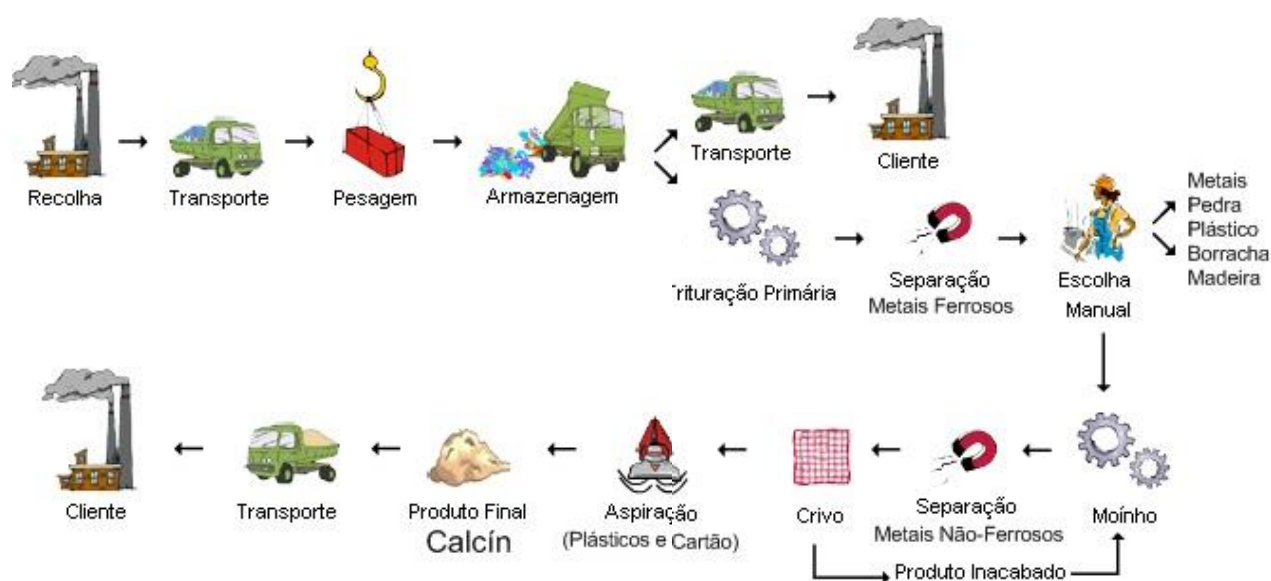 Recolha
Transporte
Pesagem
Armazenagem
Transporte
Cliente
Trituração Primária
Separação
Metais Ferrosos
Escolha
Manual
Metais
Pedra
Plástico
Borracha
Madeira
Moínho
Separação
Metais Não-Ferrosos
Crivo
Produto Inacabado
Aspiração
(Plásticos e Cartão)
Produto Final
Calcín
Transporte
Cliente